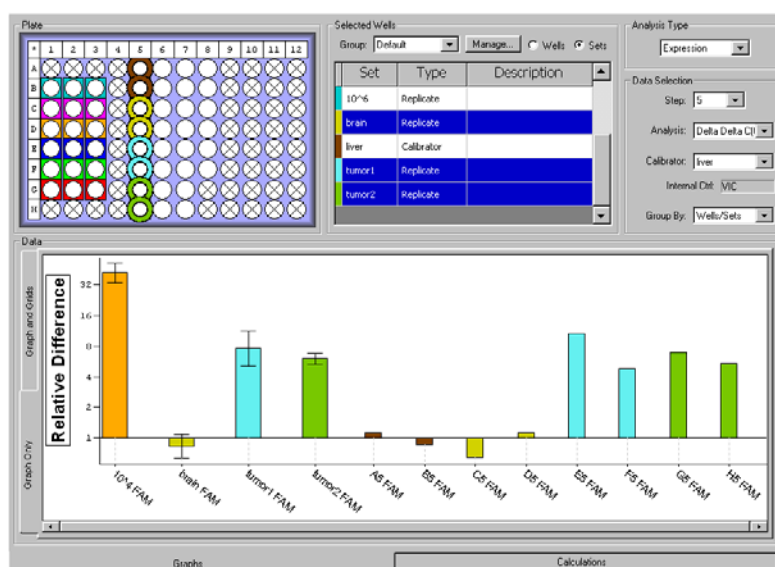 Plate
* 1 2 3 4 5 6 7 8 9 10 11 12
A
B
C
D
E
F
G
H
Selected Wells
Group: Default Manage... Wells Sets
Set Type Description
10^6 Replicate
brain Replicate
liver Calibrator
tumor1 Replicate
tumor2 Replicate
Analysis Type
Expression
Data Selection
Step: 5
Analysis: Delta Delta C(
Calibrator: liver
Internal Ctrl: VIC
Group By: Wells/Sets
Data
Graph and Grids
Graph Only
Relative Difference
32
16
8
4
2
1
10^4 FAM
brain FAM
tumor1 FAM
tumor2 FAM
A5 FAM
B5 FAM
C5 FAM
D5 FAM
E5 FAM
F5 FAM
G5 FAM
H5 FAM
Graphs
Calculations